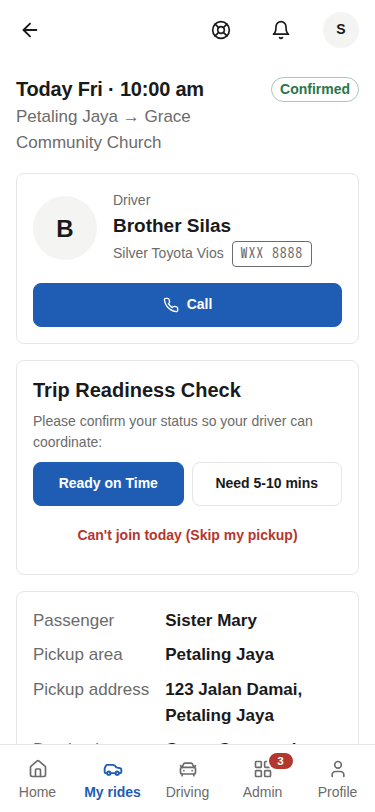 S
Today Fri · 10:00 am
Confirmed
Petaling Jaya → Grace
Community Church
Driver
B
Brother Silas
Silver Toyota Vios WXX 8888
Call
Trip Readiness Check
Please confirm your status so your driver can
coordinate:
Ready on Time
Need 5-10 mins
Can't join today (Skip my pickup)
Passenger Sister Mary
Pickup area Petaling Jaya
Pickup address 123 Jalan Damai,
Petaling Jaya
3
Home My rides Driving Admin Profile